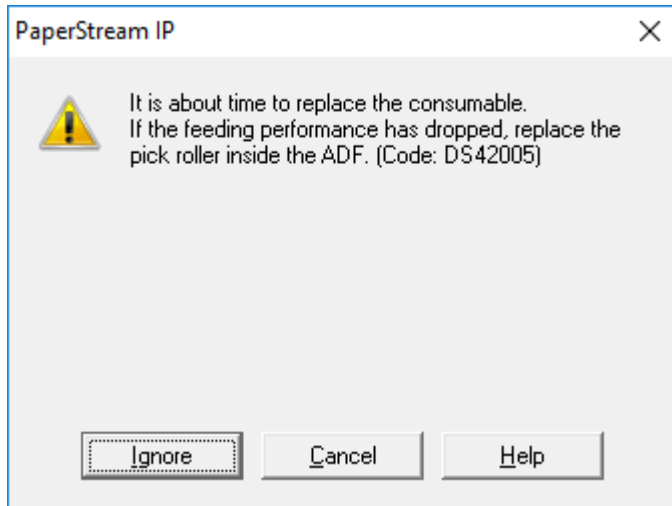 PaperStream IP
It is about time to replace the consumable.
If the feeding performance has dropped, replace the
pick roller inside the ADF. (Code: DS42005)
Ignore
Cancel
Help